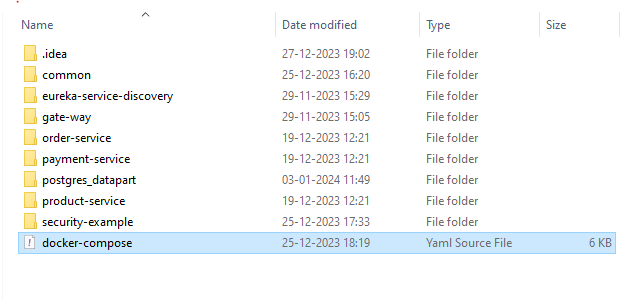 Name Date modified Type Size
.idea 27-12-2023 19:02 File folder
common 25-12-2023 16:20 File folder
eureka-service-discovery 29-11-2023 15:29 File folder
gate-way 29-11-2023 15:05 File folder
order-service 19-12-2023 12:21 File folder
payment-service 19-12-2023 12:21 File folder
postgres_datapart 03-01-2024 11:49 File folder
product-service 19-12-2023 12:21 File folder
security-example 25-12-2023 17:33 File folder
docker-compose 25-12-2023 18:19 Yaml Source File 6 KB